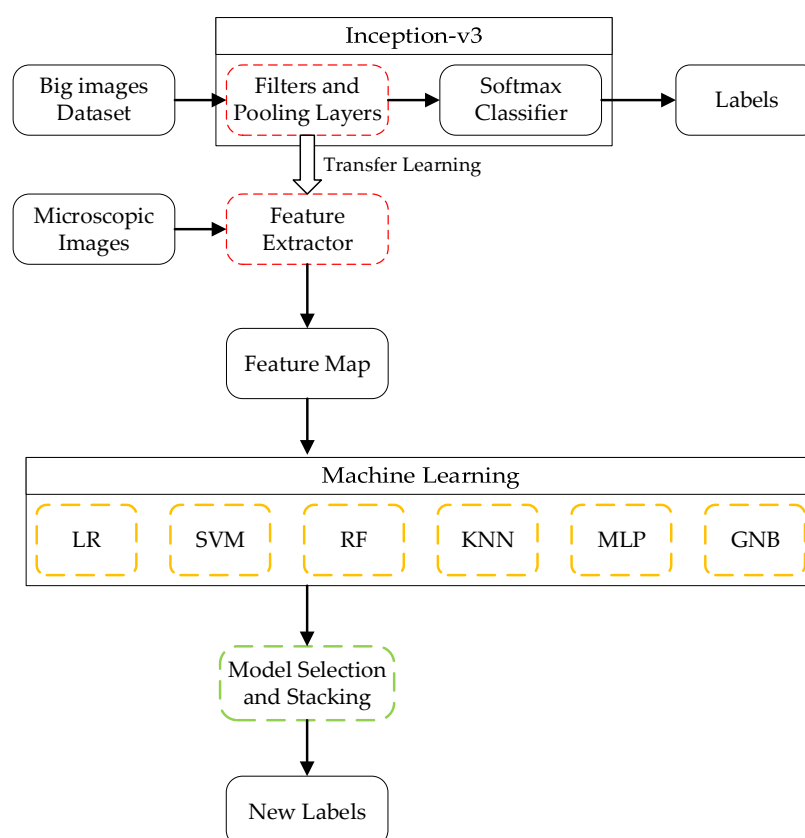 Inception-v3
Big images
Dataset
Filters and
Pooling Layers
Softmax
Classifier
Labels
Transfer Learning
Microscopic
Images
Feature
Extractor
Feature Map
Machine Learning
LR
SVM
RF
KNN
MLP
GNB
Model Selection
and Stacking
New Labels